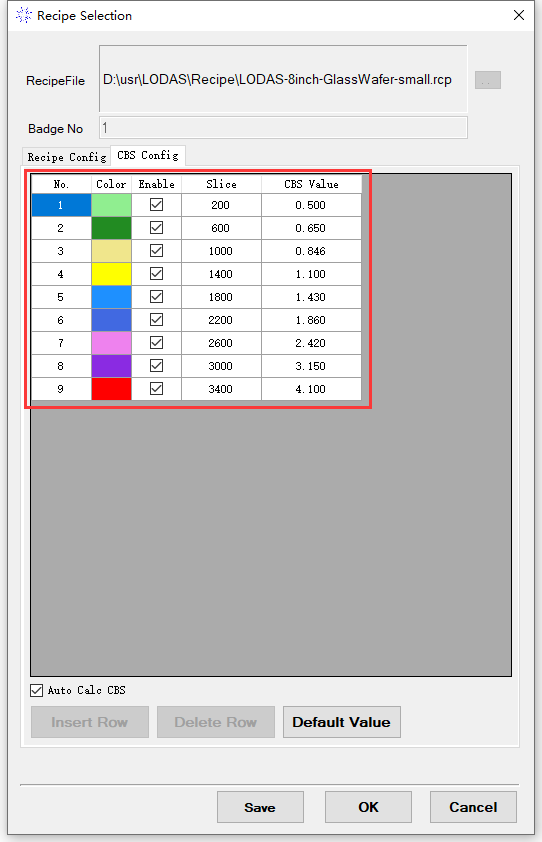 Recipe Selection
RecipeFile
D:\usr\LODAS\Recipe\LODAS-8inch-GlassWafer-small.rcp
...
Badge No
1
Recipe Config CBS Config
No. Color Enable Slice CBS Value
1 200 0.500
2 600 0.650
3 1000 0.846
4 1400 1.100
5 1800 1.430
6 2200 1.860
7 2600 2.420
8 3000 3.150
9 3400 4.100
Auto Calc CBS
Insert Row Delete Row Default Value
Save OK Cancel